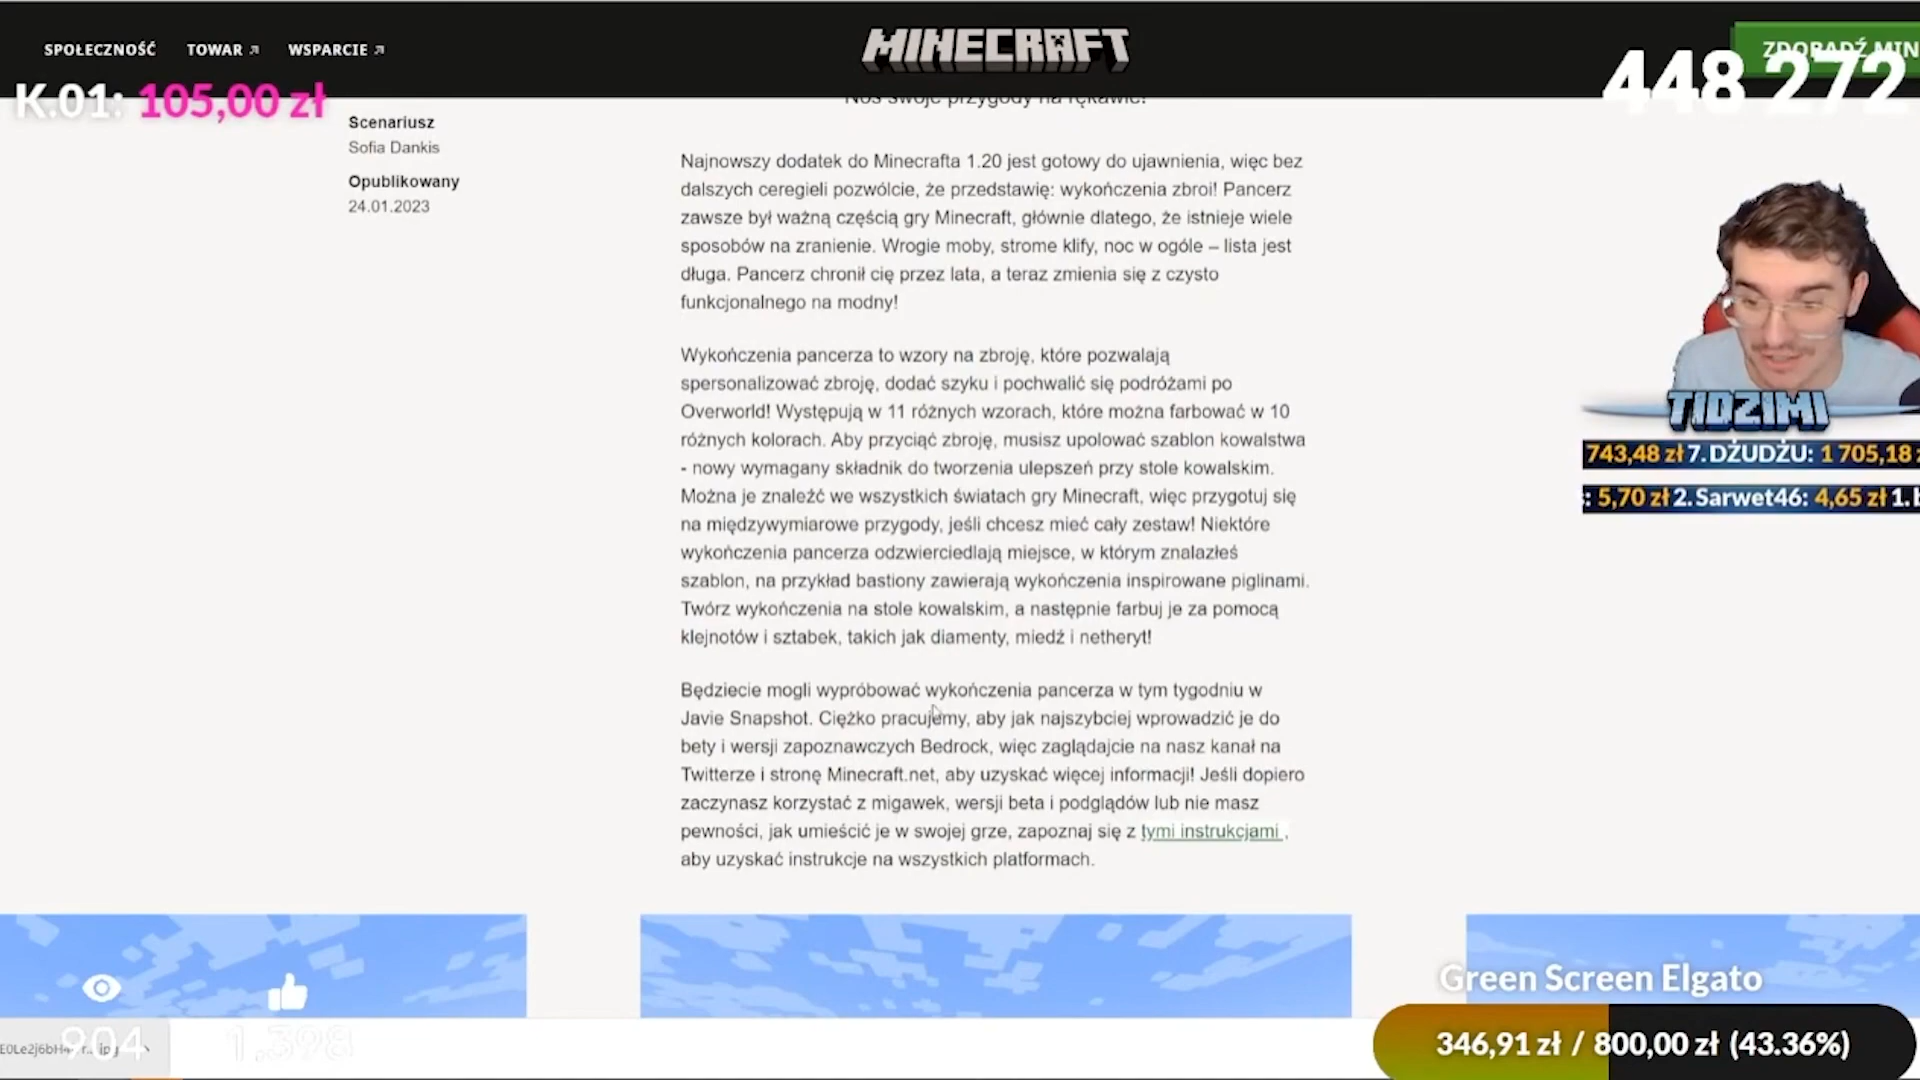 SPOŁECZNOŚĆ TOWAR WSPARCIE
MINECRAFT
ZDOBĄDŹ MIN
K.01: 105,00 zł
448 272
Noś swoje przygody na rękawie!
Scenariusz
Sofia Dankis
Opublikowany
24.01.2023
Najnowszy dodatek do Minecrafta 1.20 jest gotowy do ujawnienia, więc bez
dalszych ceregieli pozwólcie, że przedstawię: wykończenia zbroi! Pancerz
zawsze był ważną częścią gry Minecraft, głównie dlatego, że istnieje wiele
sposobów na zranienie. Wrogie moby, strome klify, noc w ogóle – lista jest
długa. Pancerz chronił cię przez lata, a teraz zmienia się z czysto
funkcjonalnego na modny!
Wykończenia pancerza to wzory na zbroję, które pozwalają
spersonalizować zbroję, dodać szyku i pochwalić się podróżami po
Overworld! Występują w 11 różnych wzorach, które można farbować w 10
różnych kolorach. Aby przyciąć zbroję, musisz upolować szablon kowalstwa
- nowy wymagany składnik do tworzenia ulepszeń przy stole kowalskim.
Można je znaleźć we wszystkich światach gry Minecraft, więc przygotuj się
na międzywymiarowe przygody, jeśli chcesz mieć cały zestaw! Niektóre
wykończenia pancerza odzwierciedlają miejsce, w którym znalazłeś
szablon, na przykład bastiony zawierają wykończenia inspirowane piglinami.
Twórz wykończenia na stole kowalskim, a następnie farbuj je za pomocą
klejnotów i sztabek, takich jak diamenty, miedź i netheryt!
Będziecie mogli wypróbować wykończenia pancerza w tym tygodniu w
Javie Snapshot. Ciężko pracujemy, aby jak najszybciej wprowadzić je do
bety i wersji zapoznawczych Bedrock, więc zaglądajcie na nasz kanał na
Twitterze i stronę Minecraft.net, aby uzyskać więcej informacji! Jeśli dopiero
zaczynasz korzystać z migawek, wersji beta i podglądów lub nie masz
pewności, jak umieścić je w swojej grze, zapoznaj się z tymi instrukcjami ,
aby uzyskać instrukcje na wszystkich platformach.
TIDZIMI
743,48 zł 7. DŻUDŻU: 1 705,18
: 5,70 zł 2. Sarwet46: 4,65 zł 1.
Green Screen Elgato
346,91 zł / 800,00 zł (43.36%)
904
1.398